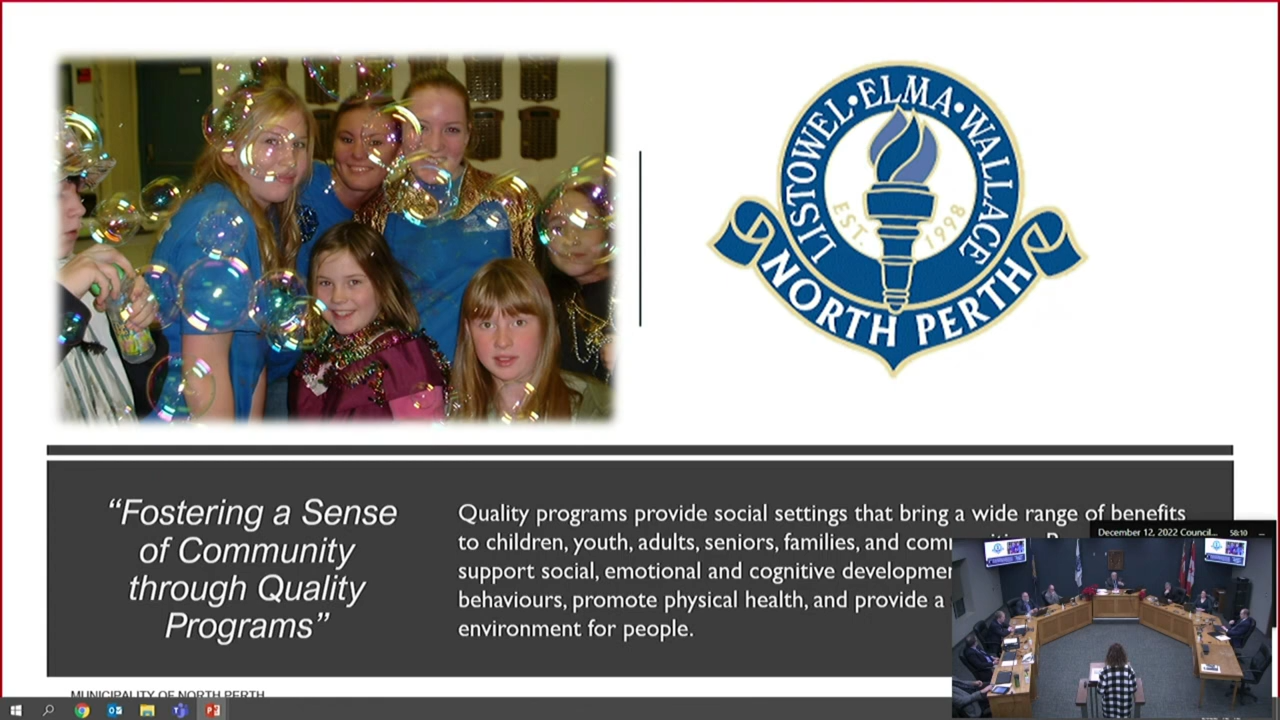 LISTOWEL • ELMA • WALLACE
EST. 1998
NORTH PERTH
“Fostering a Sense
of Community
through Quality
Programs”
Quality programs provide social settings that bring a wide range of benefits
to children, youth, adults, seniors, families, and
support social, emotional and cognitive
behaviours, promote physical health, and provide a
environment for people.
December 12, 2022 Council...
58:10
MUNICIPALITY OF NORTH PERTH